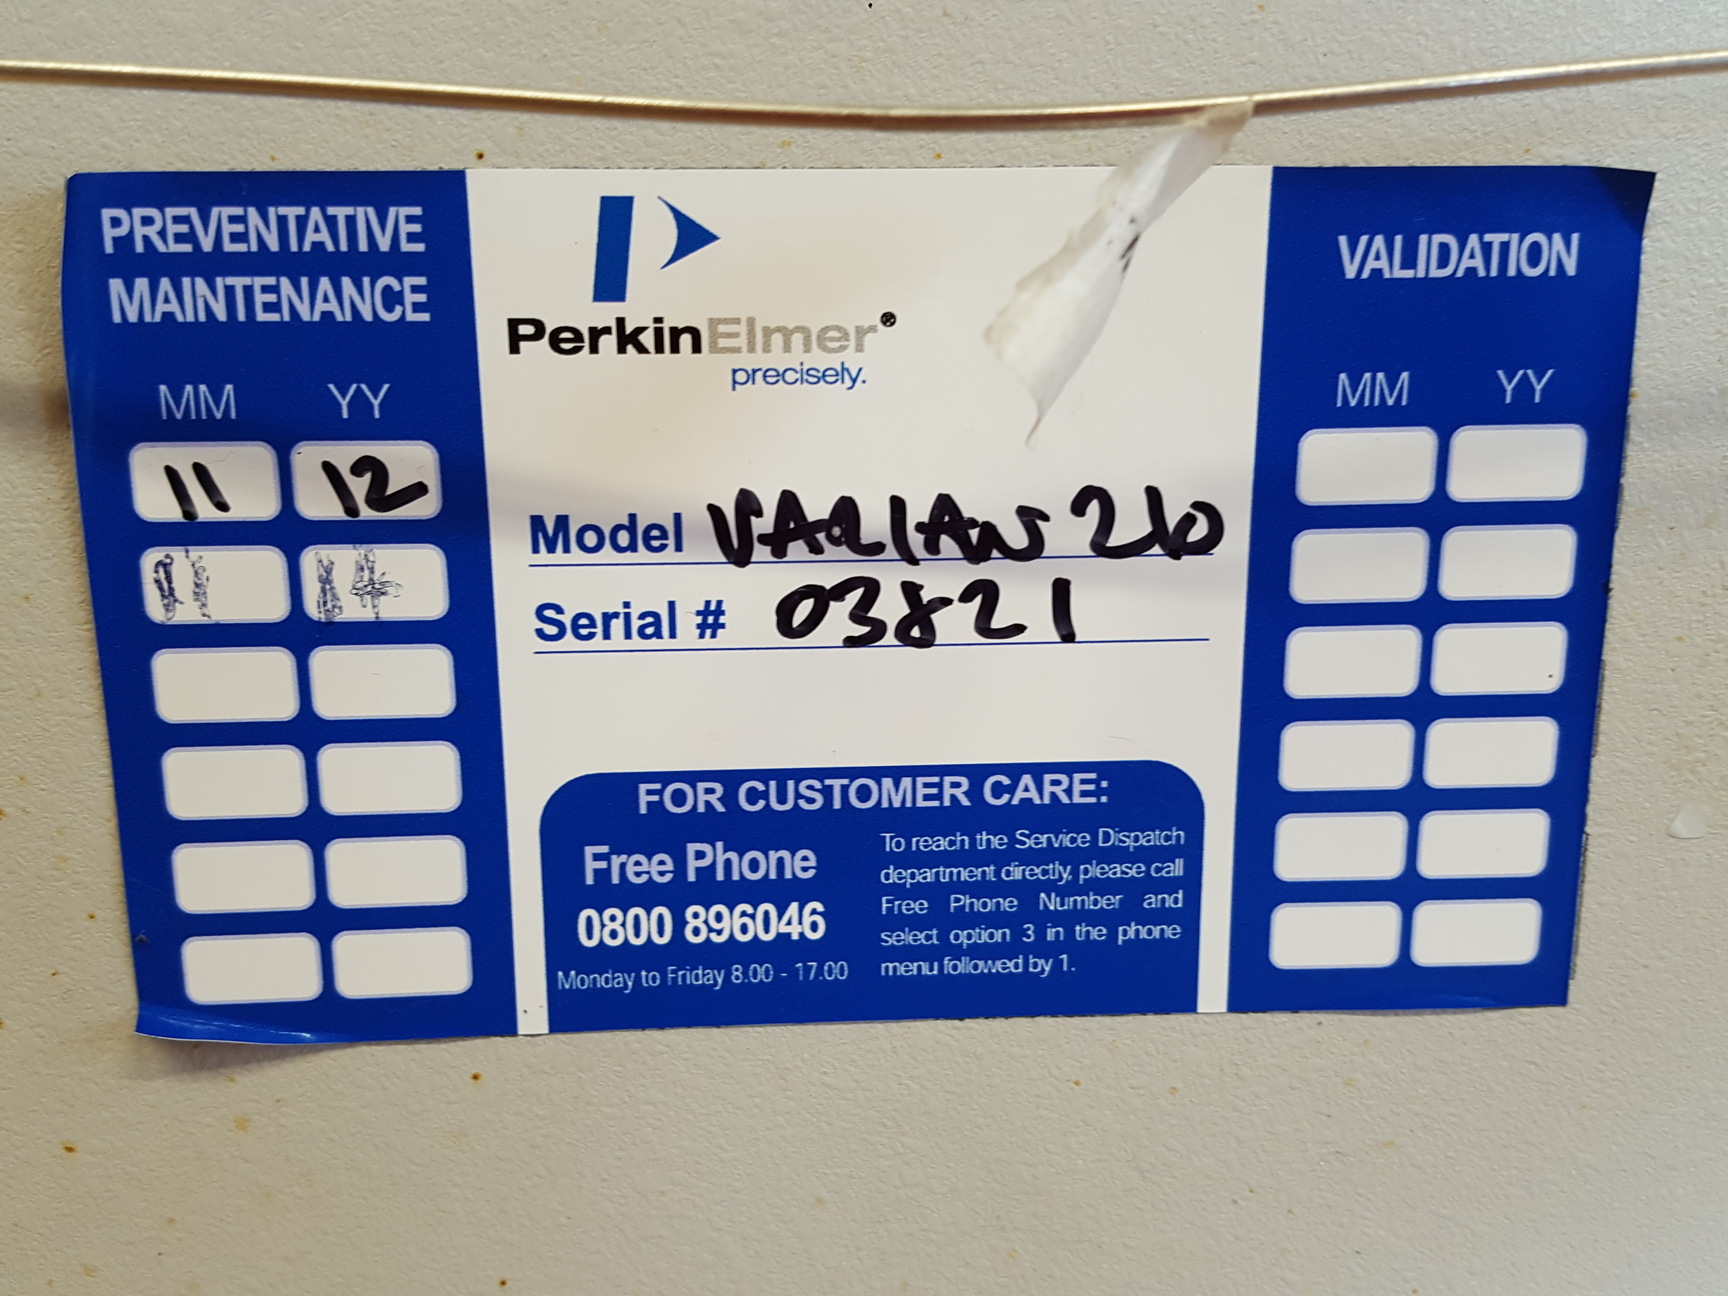 PREVENTATIVE
MAINTENANCE
MM YY
11 12
11 14
PerkinElmer
precisely.
Model VARIAN 210
Serial # 03821
FOR CUSTOMER CARE:
Free Phone
0800 896046
Monday to Friday 8.00 - 17.00
To reach the Service Dispatch
department directly, please call
Free Phone Number and
select option 3 in the phone
menu followed by 1.
VALIDATION
MM YY